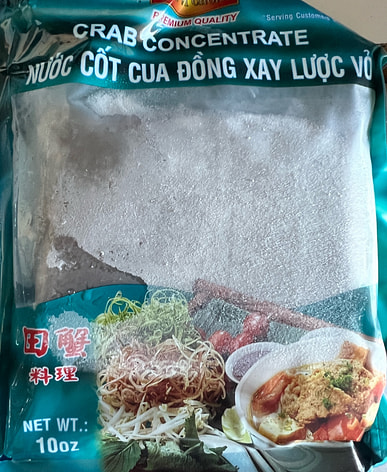 PREMIUM QUALITY
"Serving Customers
CRAB CONCENTRATE
NƯỚC CỐT CUA ĐỒNG XAY LƯỢC VỎ
田蟹
料理
NET WT.:
10oz